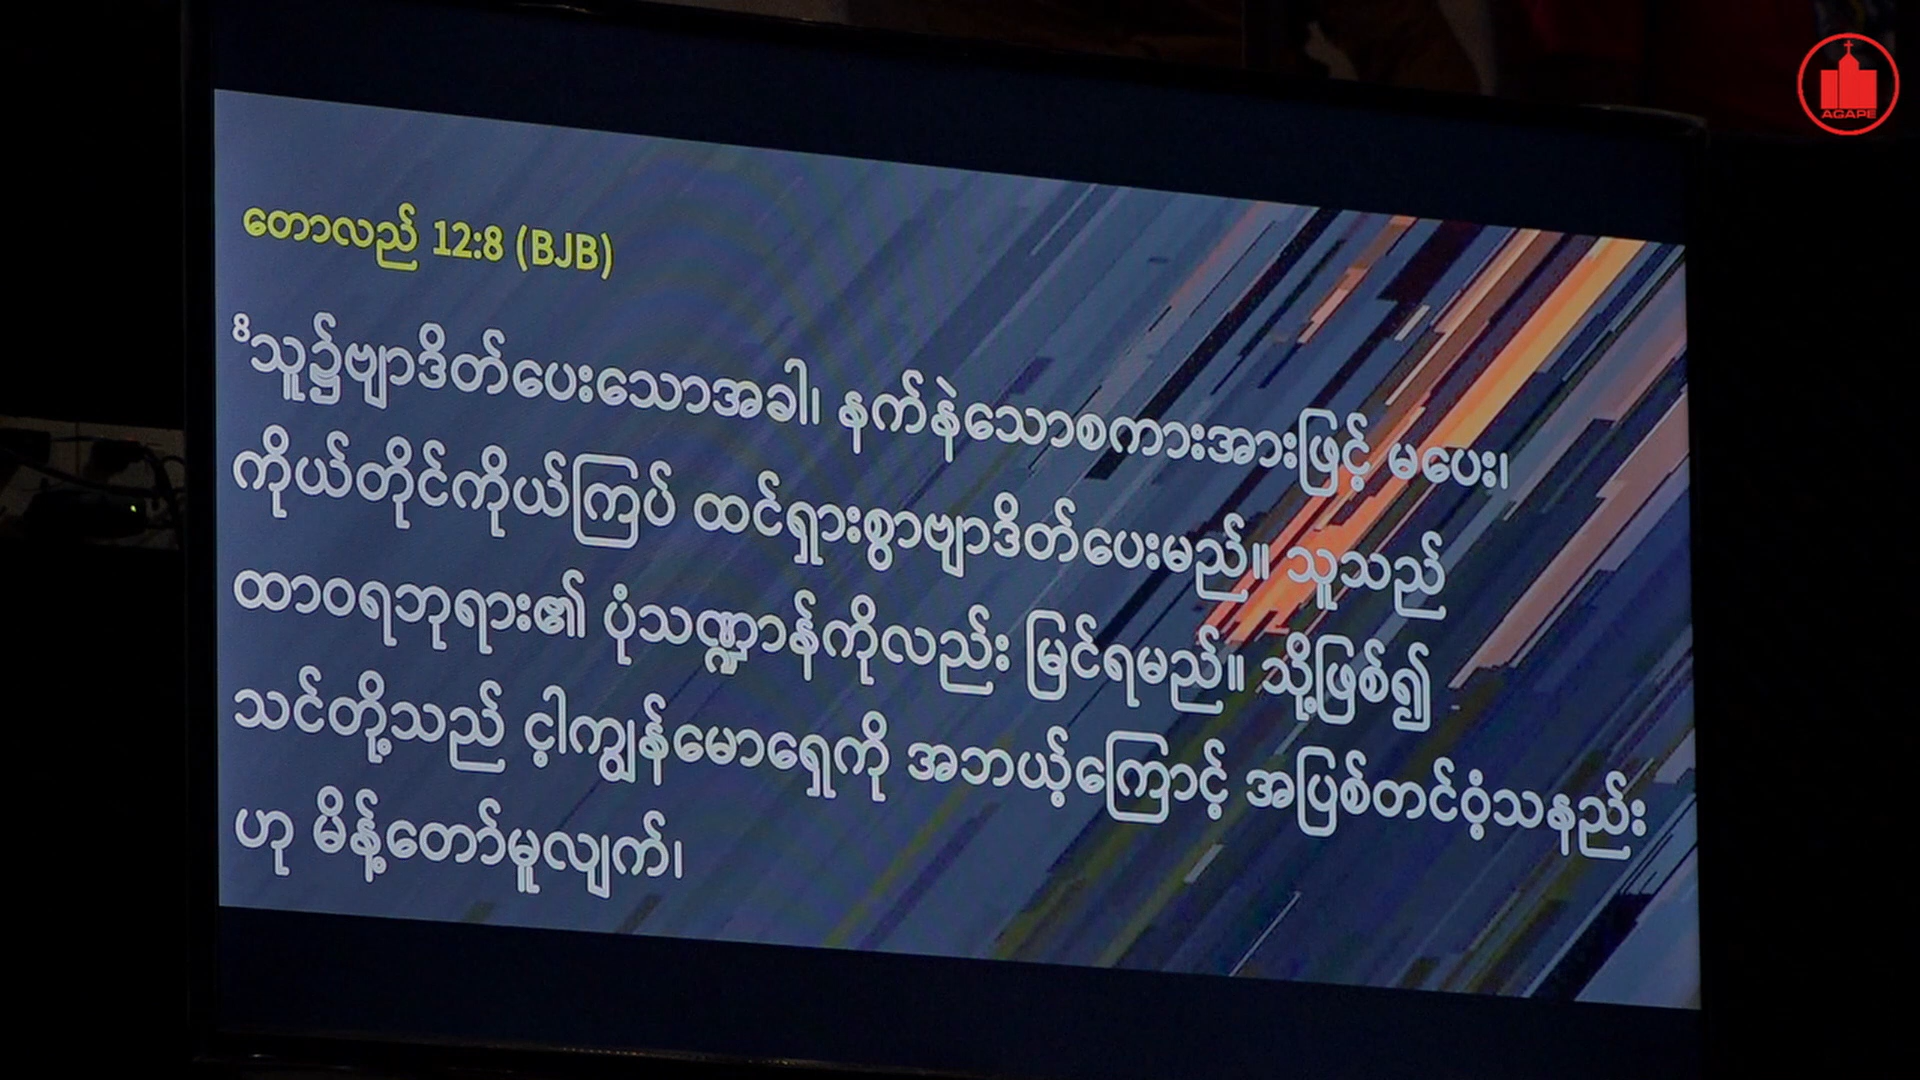 AGAPE
တောလည် 12:8 (BJB)
8သူ၌ဗျာဒိတ်ပေးသောအခါ၊ နက်နဲသောစကားအားဖြင့် မပေး၊
ကိုယ်တိုင်ကိုယ်ကြပ် ထင်ရှားစွာဗျာဒိတ်ပေးမည်။ သူသည်
ထာဝရဘုရား၏ ပုံသဏ္ဍာန်ကိုလည်း မြင်ရမည်။ သို့ဖြစ်၍
သင်တို့သည် ငါ့ကျွန်မောရှေကို အဘယ့်ကြောင့် အပြစ်တင်ဝံ့သနည်း
ဟု မိန့်တော်မူလျက်၊